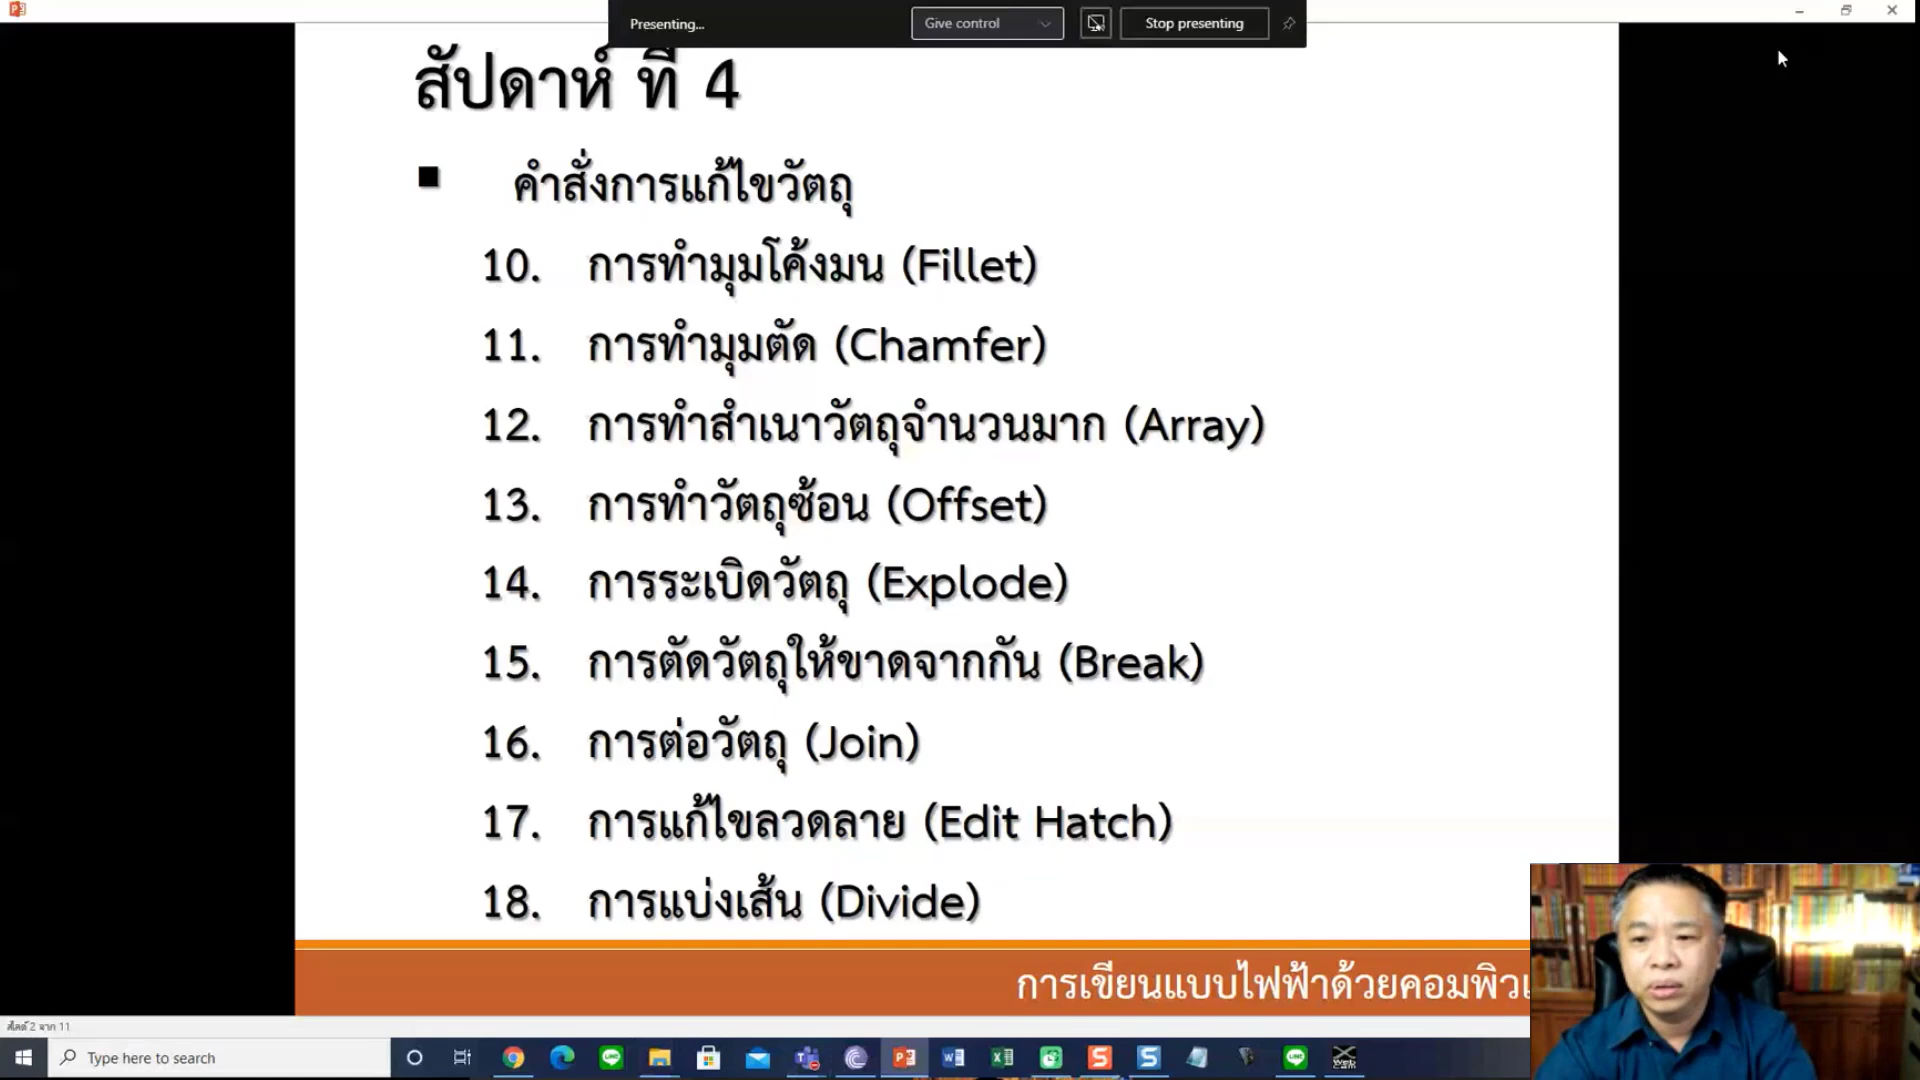 Presenting...
Give control
Stop presenting
สัปดาห์ ที่ 4
■ คำสั่งการแก้ไขวัตถุ
10. การทำมุมโค้งมน (Fillet)
11. การทำมุมตัด (Chamfer)
12. การทำสำเนาวัตถุจำนวนมาก (Array)
13. การทำวัตถุซ้อน (Offset)
14. การระเบิดวัตถุ (Explode)
15. การตัดวัตถุให้ขาดจากกัน (Break)
16. การต่อวัตถุ (Join)
17. การแก้ไขลวดลาย (Edit Hatch)
18. การแบ่งเส้น (Divide)
การเขียนแบบไฟฟ้าด้วยคอมพิว
สไลด์ 2 จาก 11
Type here to search